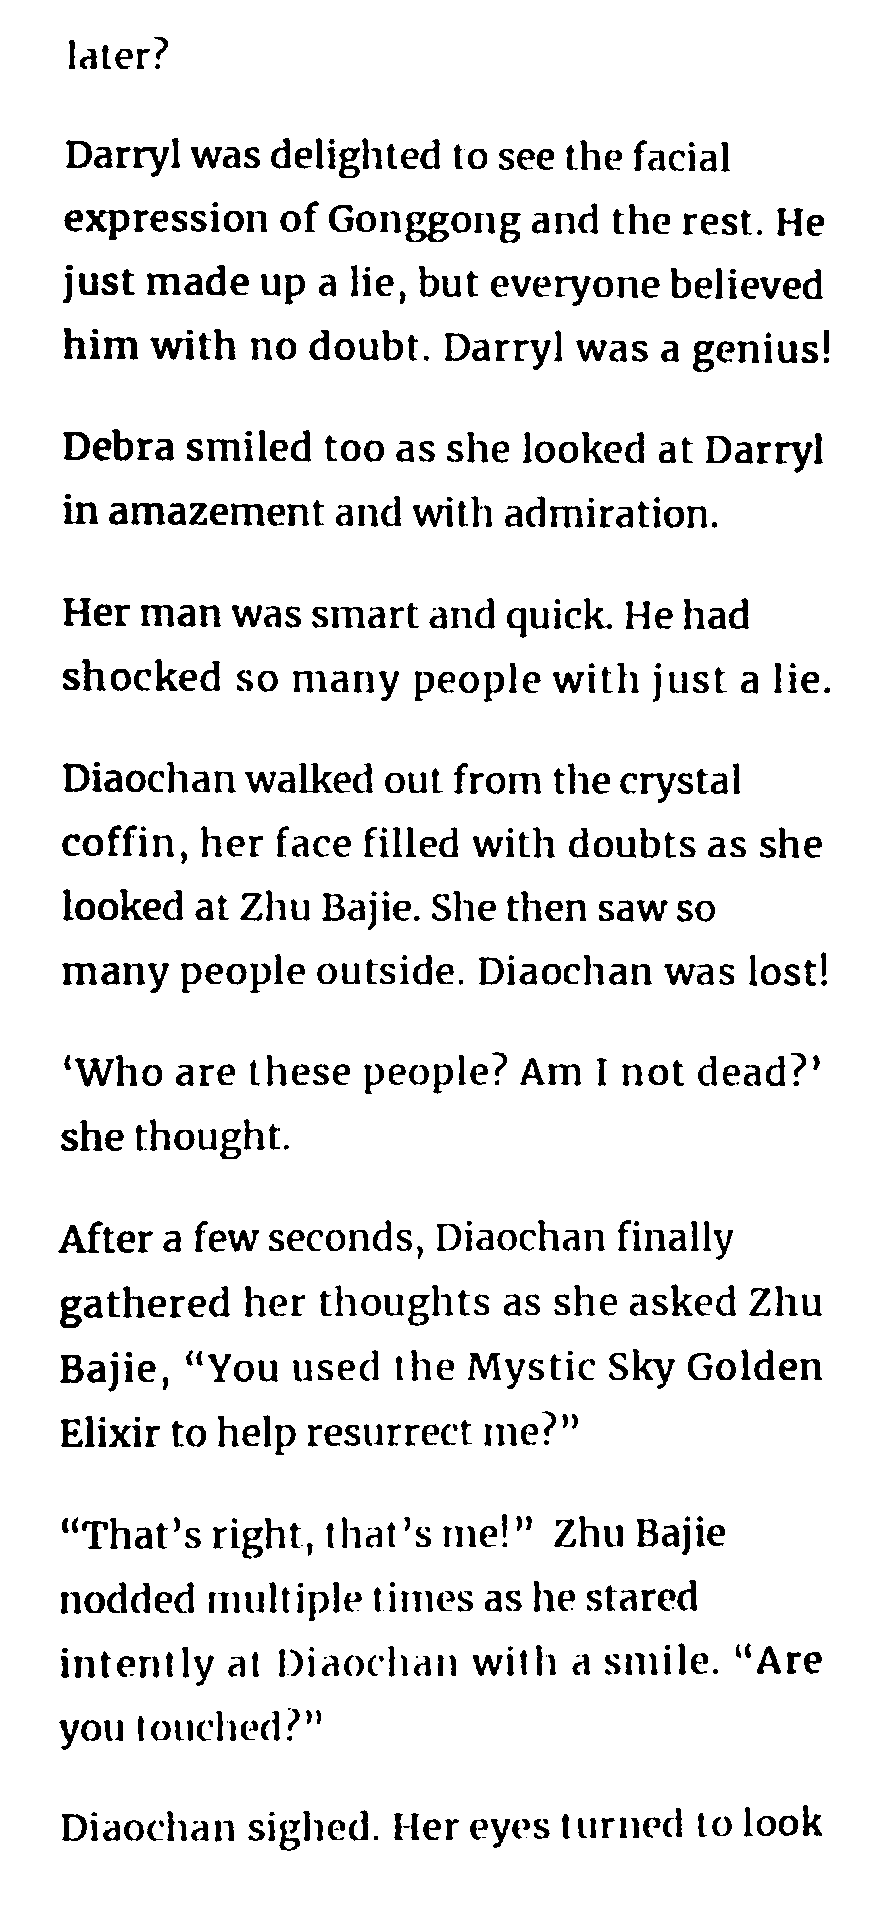 later?
Darryl was delighted to see the facial
expression of Gonggong and the rest. He
just made up a lie, but everyone believed
him with no doubt. Darryl was a genius!
Debra smiled too as she looked at Darryl
in amazement and with admiration.
Her man was smart and quick. He had
shocked so many people with just a lie.
Diaochan walked out from the crystal
coffin, her face filled with doubts as she
looked at Zhu Bajie. She then saw so
many people outside. Diaochan was lost!
‘Who are these people? Am I not dead?’
she thought.
After a few seconds, Diaochan finally
gathered her thoughts as she asked Zhu
Bajie, “You used the Mystic Sky Golden
Elixir to help resurrect me?”
“That’s right, that’s me!” Zhu Bajie
nodded multiple times as he stared
intently at Diaochan with a smile. “Are
you touched?”
Diaochan sighed. Her eyes turned to look